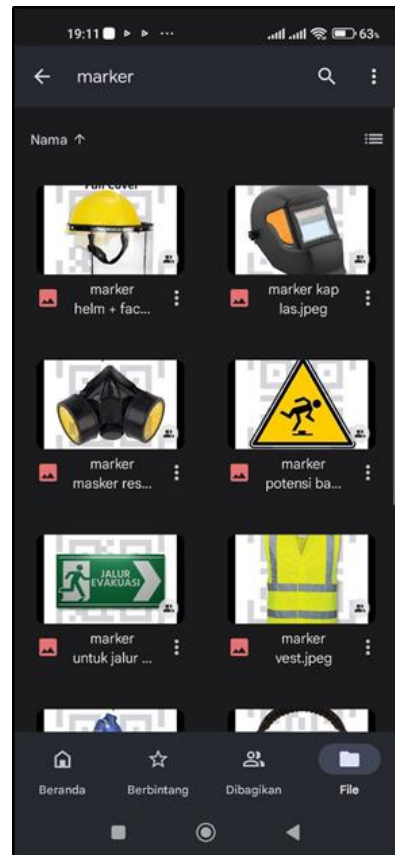 19:11 63%
marker
Nama ↑
Full Cover
marker
helm + fac...
marker kap
las.jpeg
marker
masker res...
marker
potensi ba...
JALUR
EVAKUASI
marker
untuk jalur ...
marker
vest.jpeg
Beranda Berbintang Dibagikan File